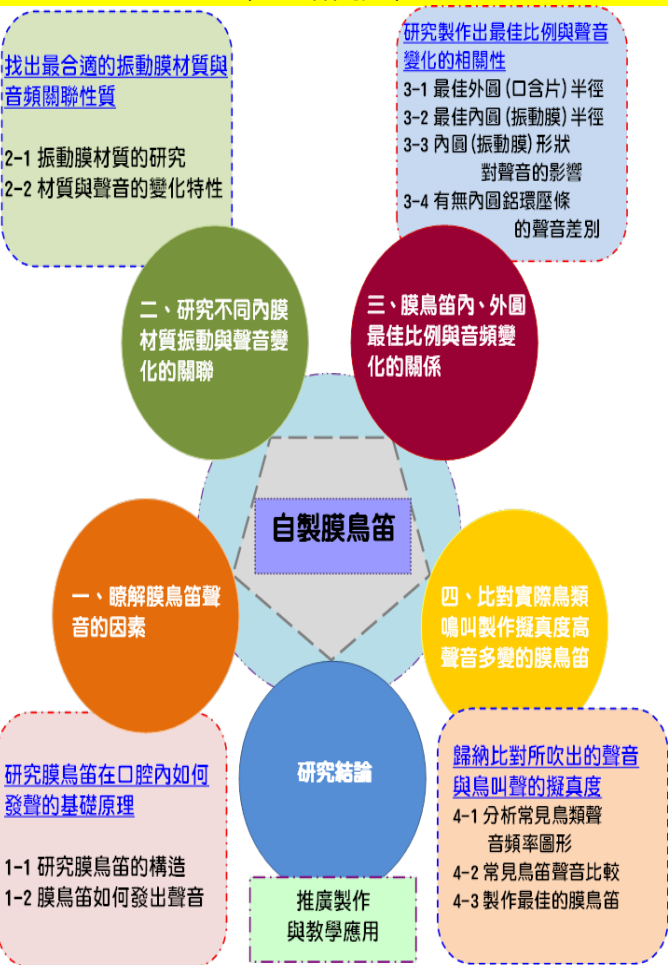 找出最合適的振動膜材質與
音頻關聯性質
2-1 振動膜材質的研究
2-2 材質與聲音的變化特性
研究製作出最佳比例與聲音
變化的相關性
3-1 最佳外圓(口含片)半徑
3-2 最佳內圓(振動膜)半徑
3-3 內圓(振動膜)形狀
對聲音的影響
3-4 有無內圓鋁環壓條
的聲音差別
二、研究不同內膜
材質振動與聲音變
化的關聯
三、膜鳥笛內、外圓
最佳比例與音頻變
化的關係
自製膜鳥笛
一、瞭解膜鳥笛聲
音的因素
四、比對實際鳥類
鳴叫製作擬真度高
聲音多變的膜鳥笛
研究結論
研究膜鳥笛在口腔內如何
發聲的基礎原理
1-1 研究膜鳥笛的構造
1-2 膜鳥笛如何發出聲音
推廣製作
與教學應用
歸納比對所吹出的聲音
與鳥叫聲的擬真度
4-1 分析常見鳥類聲
音頻率圖形
4-2 常見鳥笛聲音比較
4-3 製作最佳的膜鳥笛